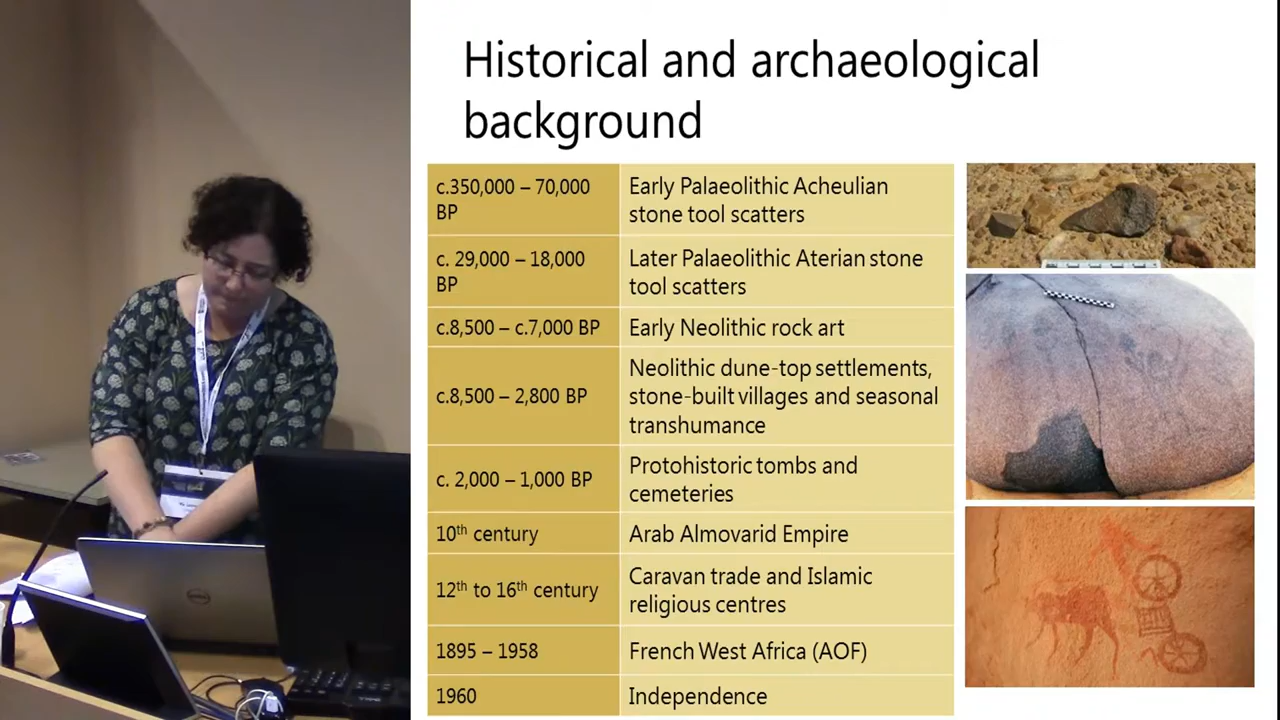 Historical and archaeological
background
c.350,000 – 70,000
BP
Early Palaeolithic Acheulian
stone tool scatters
c. 29,000 – 18,000
BP
Later Palaeolithic Aterian stone
tool scatters
c.8,500 – c.7,000 BP
Early Neolithic rock art
c.8,500 – 2,800 BP
Neolithic dune-top settlements,
stone-built villages and seasonal
transhumance
c. 2,000 – 1,000 BP
Protohistoric tombs and
cemeteries
10th century
Arab Almovarid Empire
12th to 16th century
Caravan trade and Islamic
religious centres
1895 – 1958
French West Africa (AOF)
1960
Independence
DELL